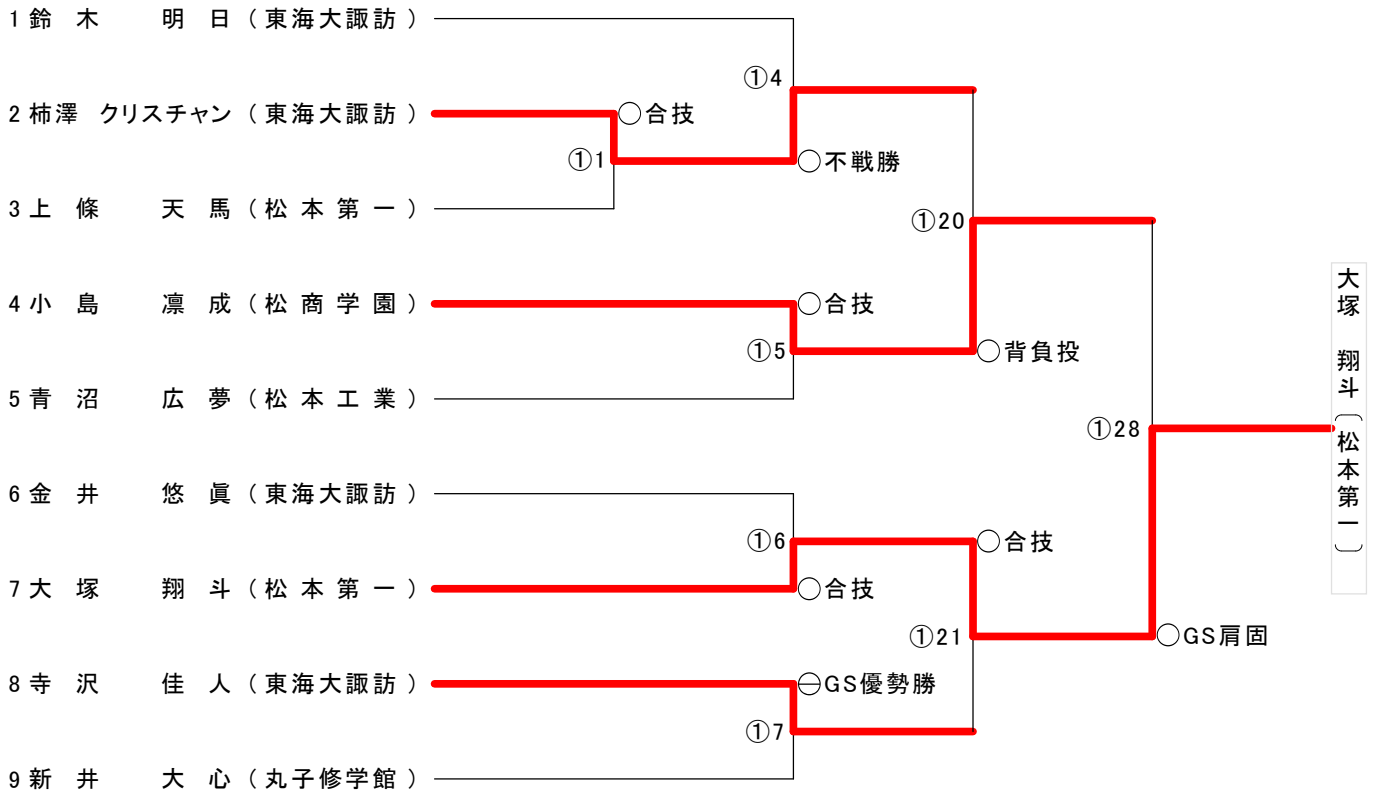 1 鈴木 明日（東海大諏訪）
①4
2 柿澤 クリスチャン（東海大諏訪）
○合技
①1
○不戦勝
3 上條 天馬（松本第一）
①20
4 小島 凛成（松商学園）
○合技
①5
○背負投
5 青沼 広夢（松本工業）
①28
大塚 翔斗（松本第一）
6 金井 悠眞（東海大諏訪）
①6
○合技
7 大塚 翔斗（松本第一）
○合技
①21
○GS肩固
8 寺沢 佳人（東海大諏訪）
⊖GS優勢勝
①7
9 新井 大心（丸子修学館）